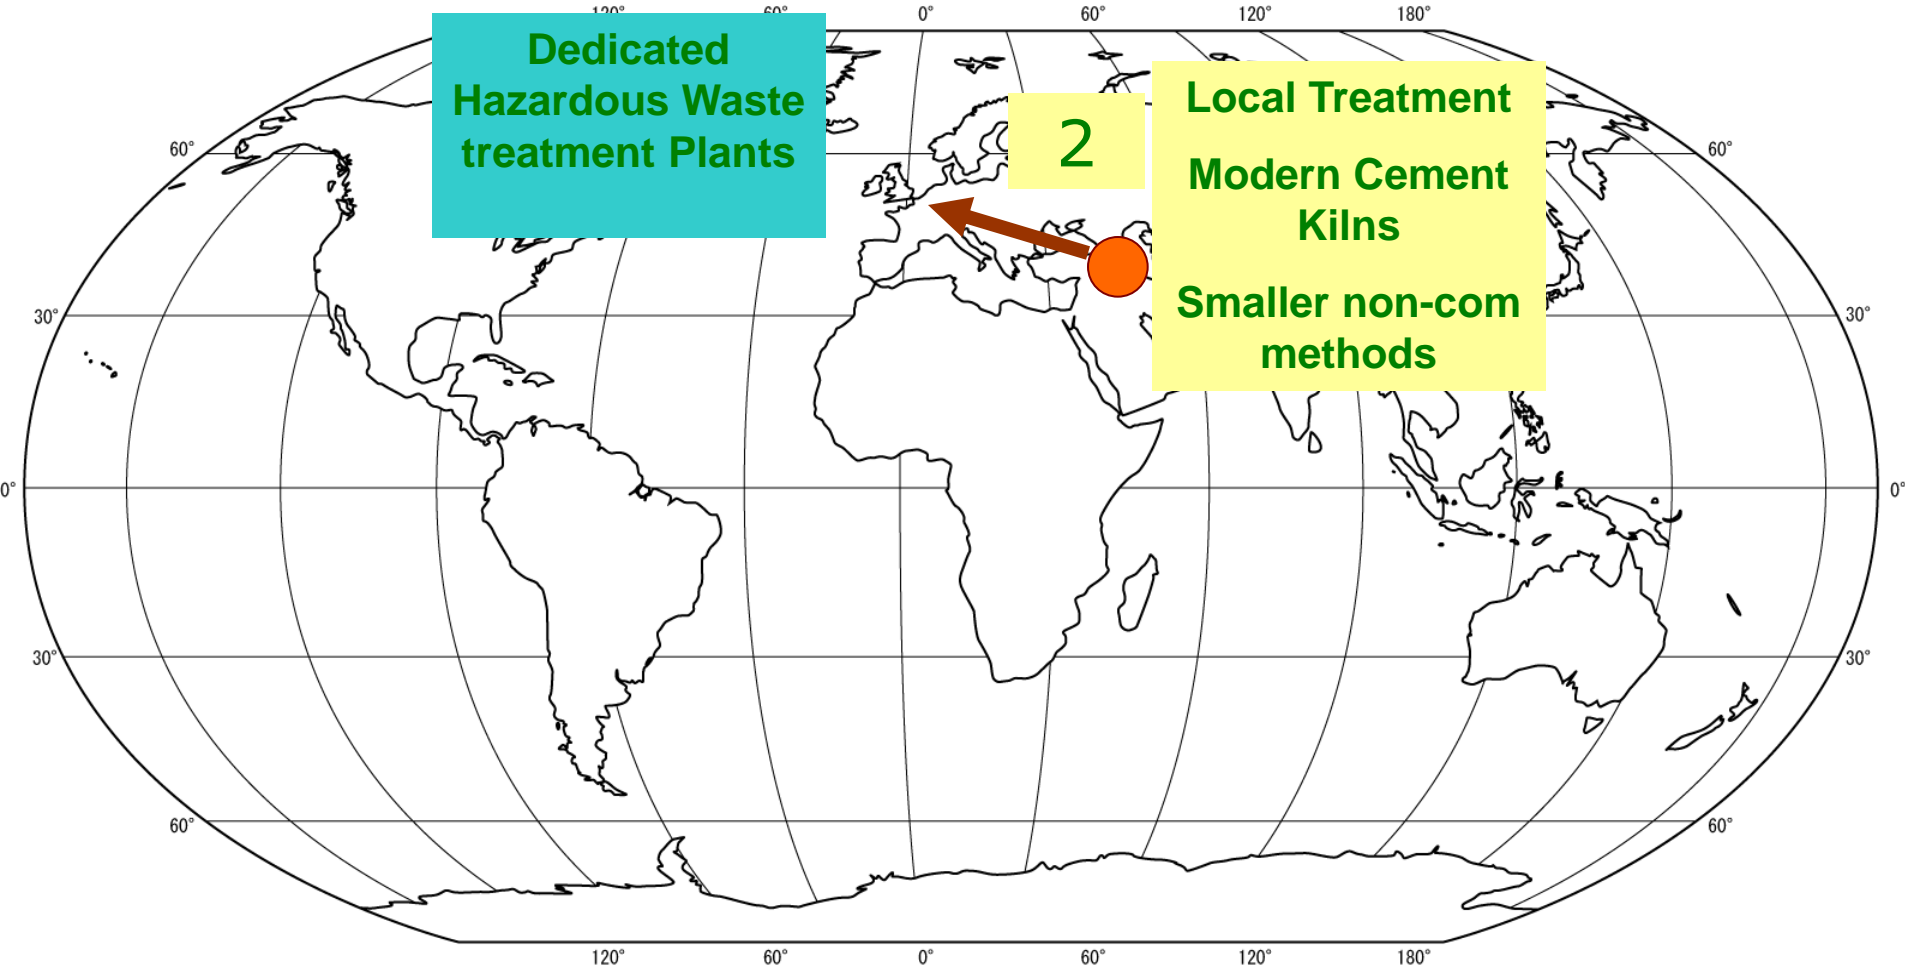 120° 60° 0° 60° 120° 180°
Dedicated
Hazardous Waste
treatment Plants
2
Local Treatment
Modern Cement
Kilns
Smaller non-com
methods
60° 60°
30° 30°
0° 0°
30° 30°
60° 60°
120° 60° 0° 60° 120° 180°